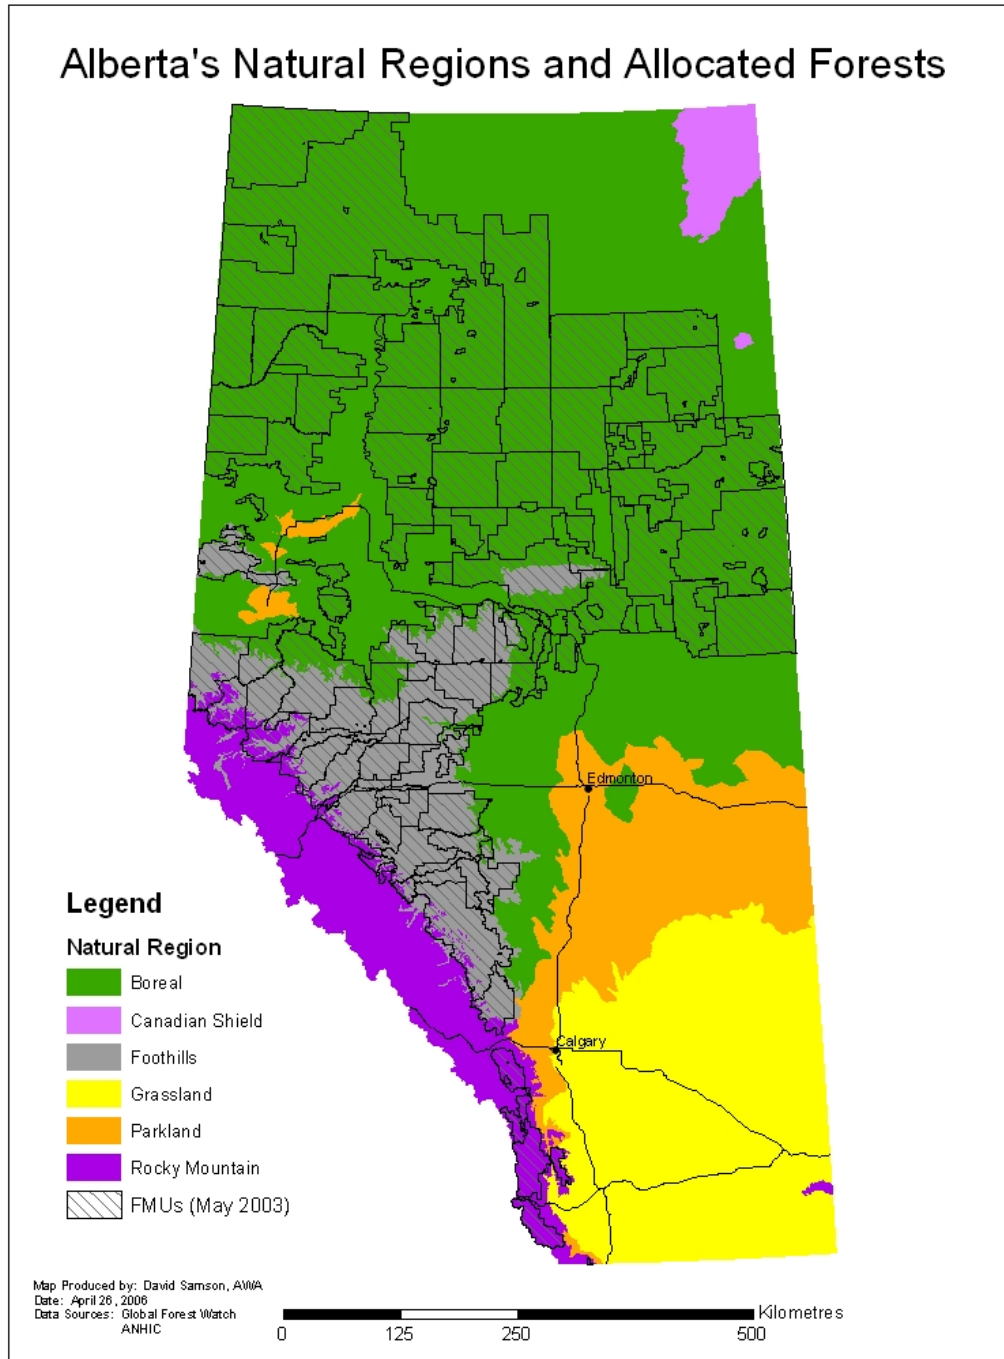 Alberta's Natural Regions and Allocated Forests
Edmonton
Calgary
Legend
Natural Region
Boreal
Canadian Shield
Foothills
Grassland
Parkland
Rocky Mountain
FMUs (May 2003)
Map Produced by: David Samson, AWA
Date: April 26, 2006
Data Sources: Global Forest Watch
ANHIC
Kilometres
0 125 250 500